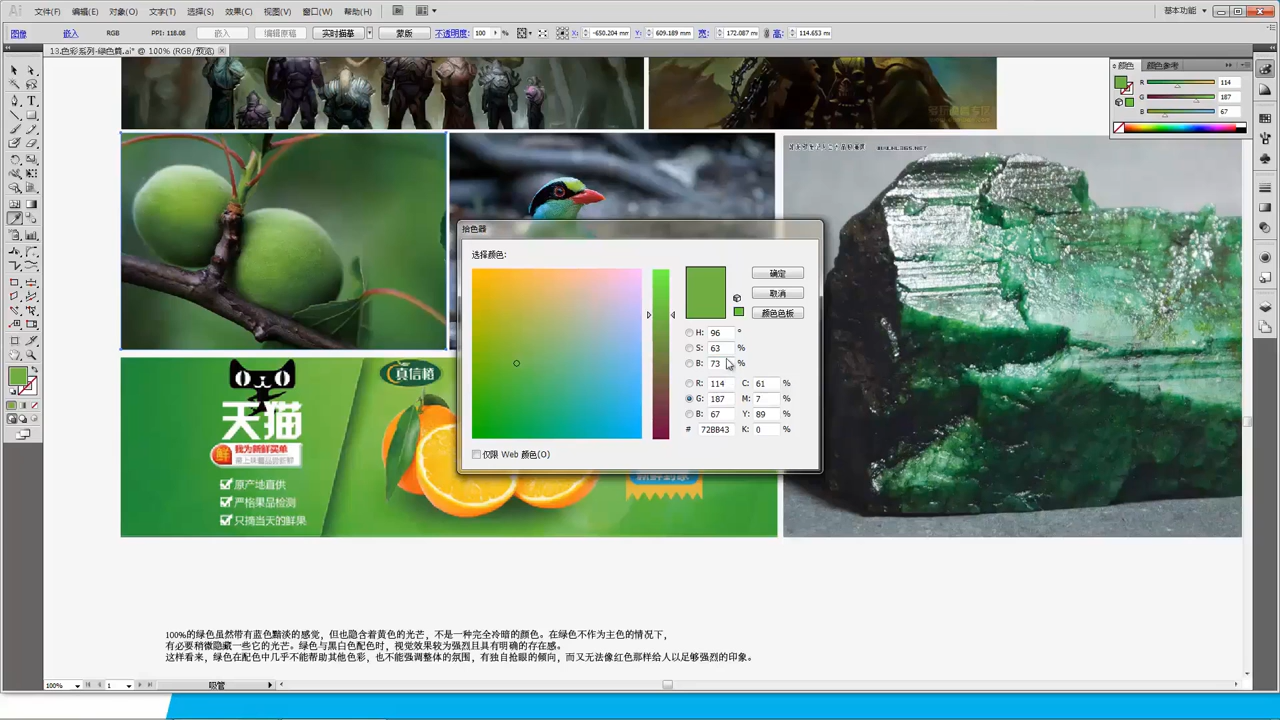 Ai
文件(F)
编辑(E)
对象(O)
文字(T)
选择(S)
效果(C)
视图(V)
窗口(W)
帮助(H)
Br
基本功能
图像
嵌入
RGB
PPI: 118.08
嵌入
编辑原稿
实时描摹
蒙版
不透明度:
100
%
X:
-650.204 mm
Y:
609.189 mm
宽:
172.087 mm
高:
114.653 mm
13.色彩系列-绿色篇.ai* @ 100% (RGB/预览)
颜色
颜色参考
R
114
G
187
B
67
拾色器
选择颜色:
确定
取消
颜色色板
H:
96
°
S:
63
%
B:
73
%
R:
114
C:
61
%
G:
187
M:
7
%
B:
67
Y:
89
%
#
72BB43
K:
0
%
仅限 Web 颜色(O)
真信橙
天猫
鲜
我为新鲜买单
原产地直供
严格果品检测
只摘当天的鲜果
100%的绿色虽然带有蓝色黯淡的感觉，但也隐含着黄色的光芒，不是一种完全冷暗的颜色。在绿色不作为主色的情况下，
有必要稍微隐藏一些它的光芒。绿色与黑白色配色时，视觉效果较为强烈且具有明确的存在感。
这样看来，绿色在配色中几乎不能帮助其他色彩，也不能强调整体的氛围，有独自抢眼的倾向，而又无法像红色那样给人以足够强烈的印象。
100%
1
吸管